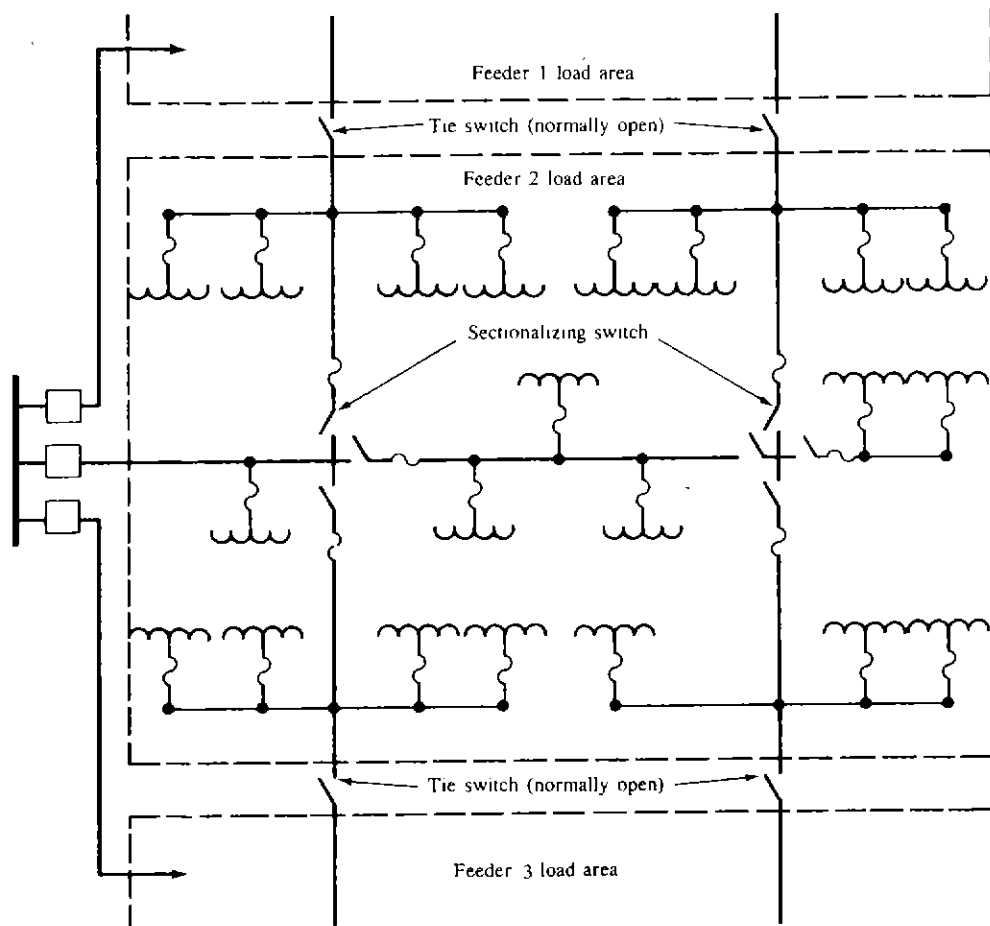 Feeder 1 load area
Tie switch (normally open)
Feeder 2 load area
Sectionalizing switch
Tie switch (normally open)
Feeder 3 load area